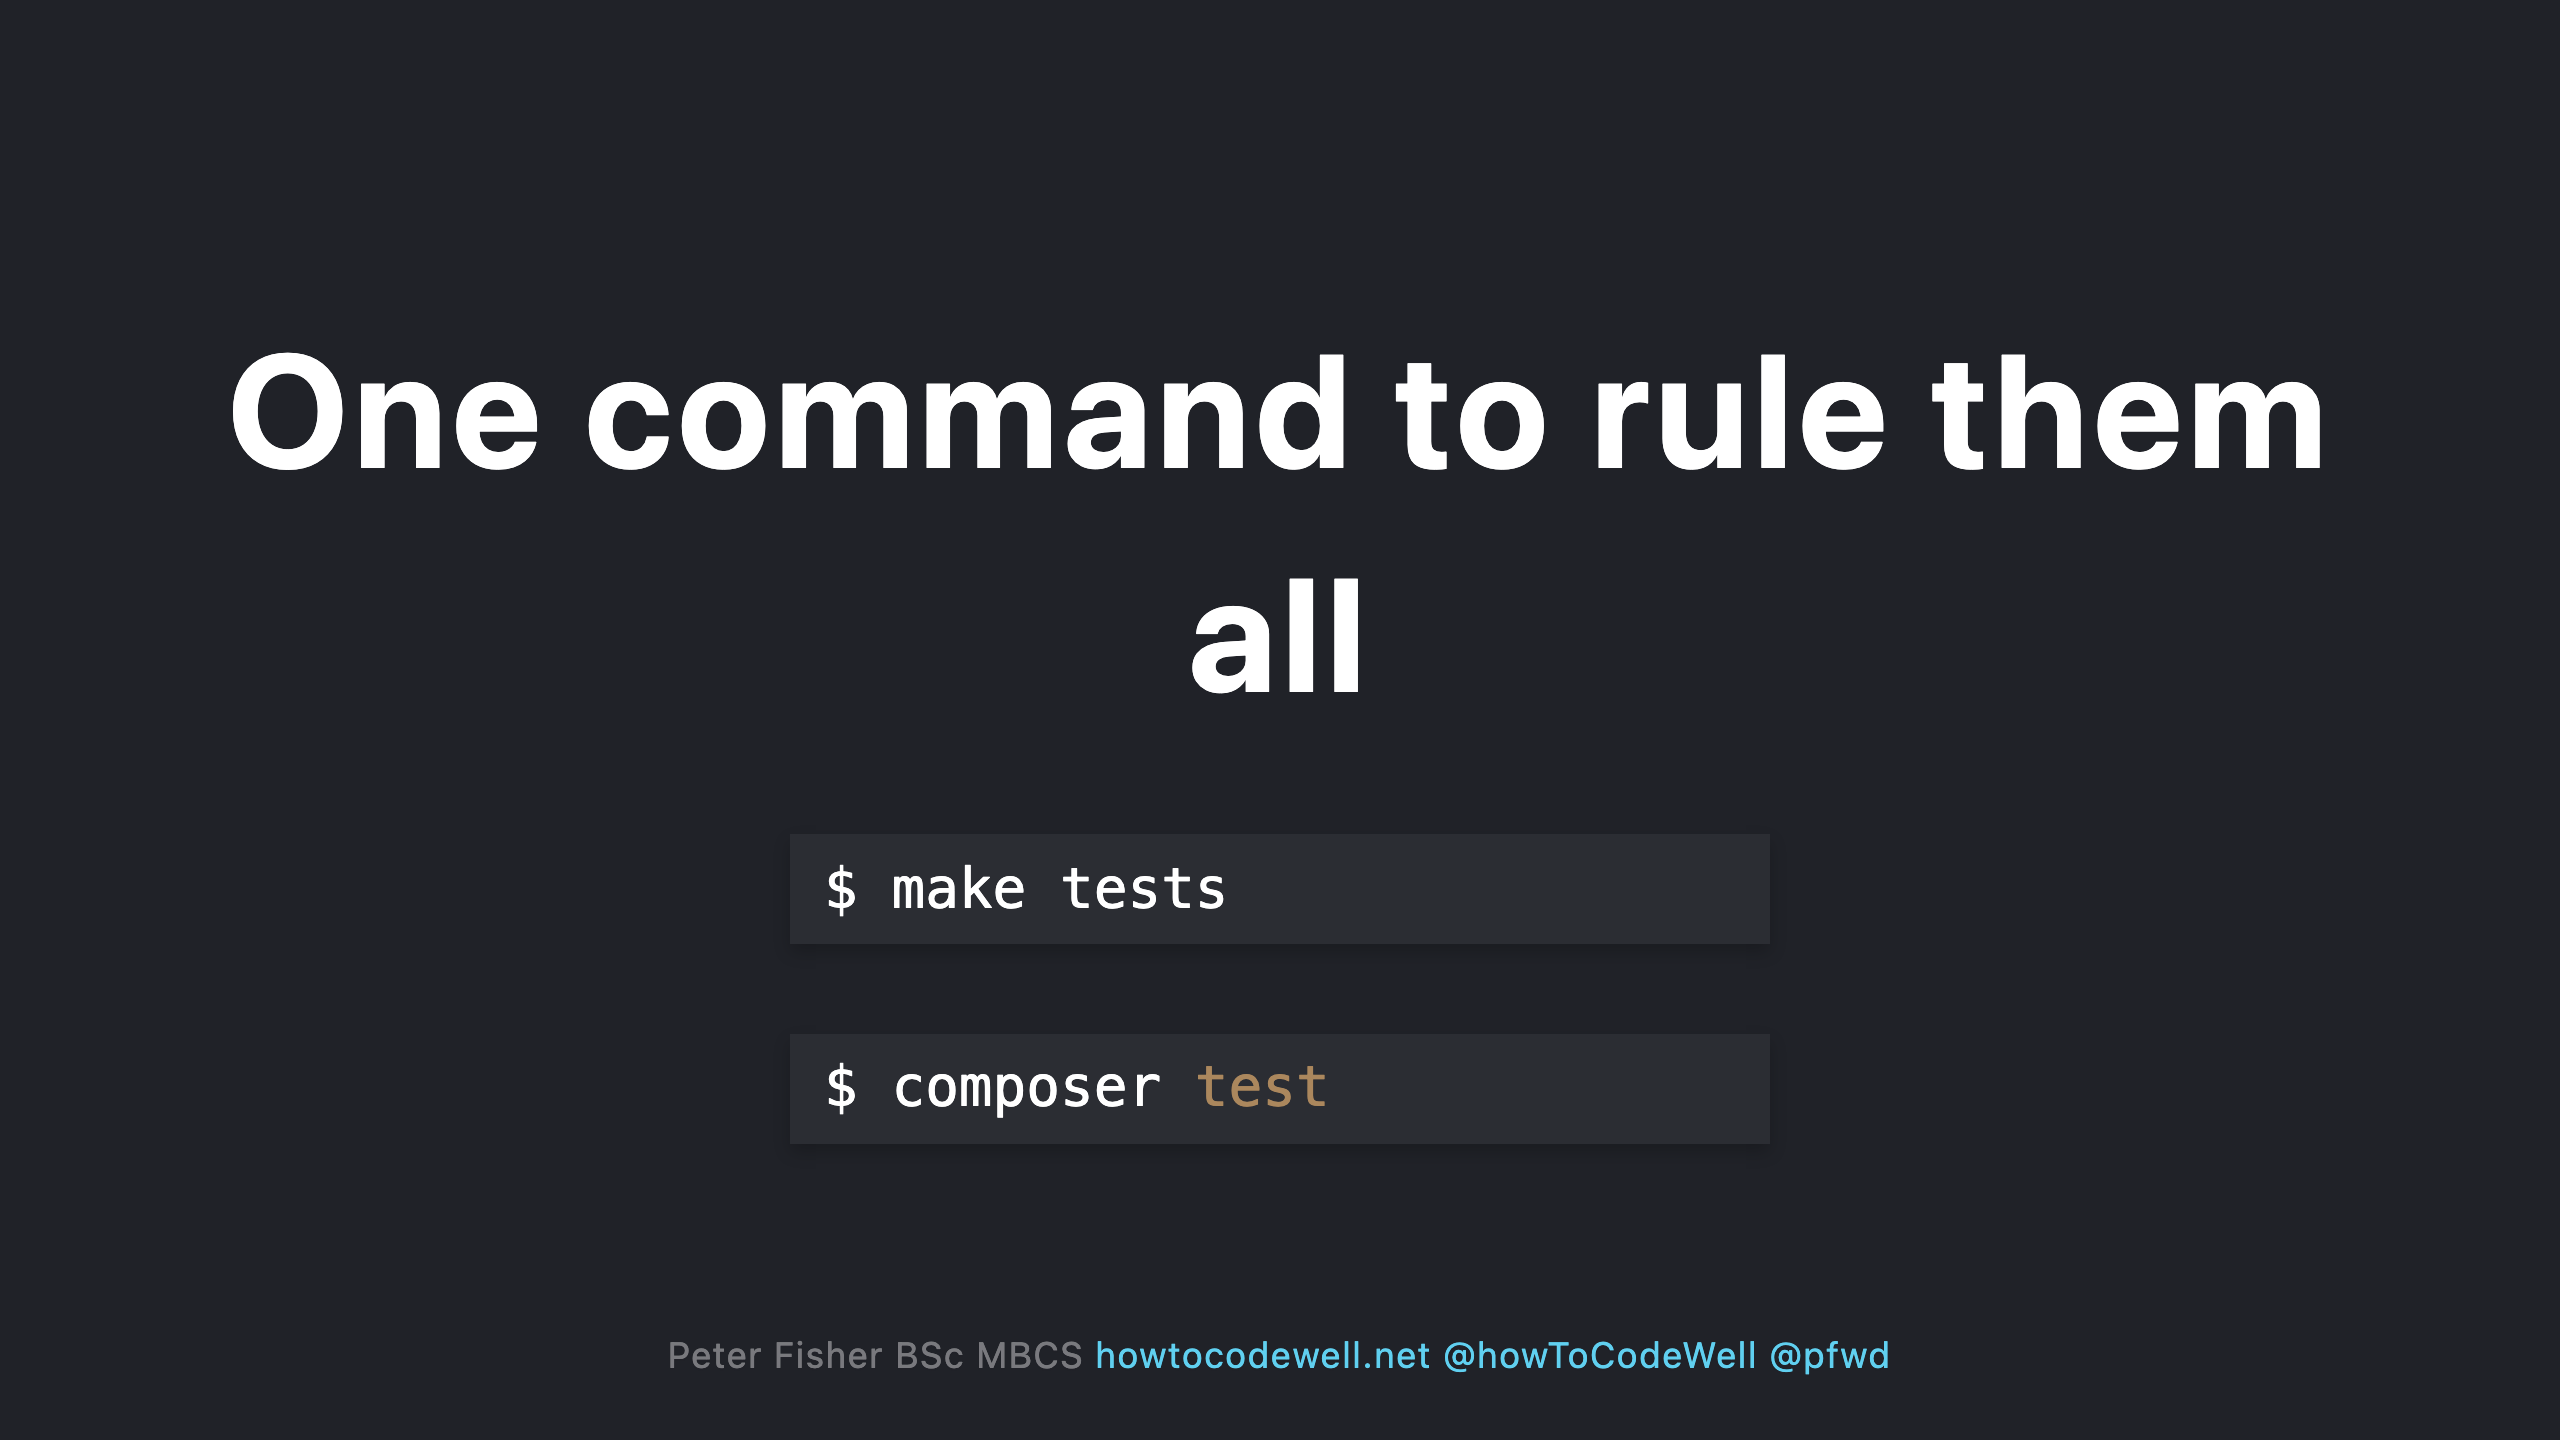 One command to rule them
all
$ make tests
$ composer test
Peter Fisher BSc MBCS howtocodewell.net @howToCodeWell @pfwd